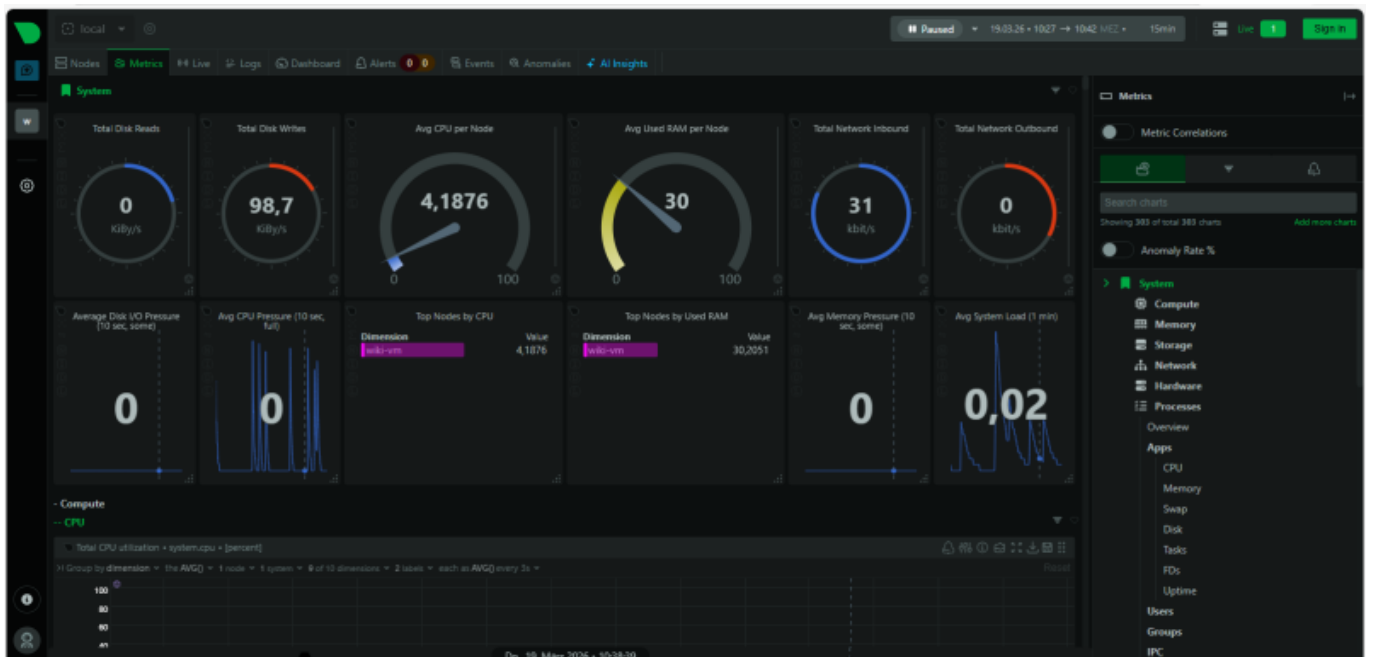 local
Paused 19.03.26 • 10:27 → 10:42 MEZ • 15min Live 1 Sign in
Nodes Metrics Live Logs Dashboard Alerts 0 0 Events Anomalies AI Insights
System
Total Disk Reads
0
KiBy/s
Total Disk Writes
98,7
KiBy/s
Avg CPU per Node
4,1876
0 100
Avg Used RAM per Node
30
0 100
Total Network Inbound
31
kbit/s
Total Network Outbound
0
kbit/s
Average Disk I/O Pressure
(10 sec, some)
0
Avg CPU Pressure (10 sec,
full)
0
Top Nodes by CPU
Dimension Value
wiki-vm 4,1876
Top Nodes by Used RAM
Dimension Value
wiki-vm 30,2051
Avg Memory Pressure (10
sec, some)
0
Avg System Load (1 min)
0,02
- Compute
-- CPU
Total CPU utilization • system.cpu • [percent]
Group by dimension the AVG() 1 node 1 system 9 of 10 dimensions 2 labels each as AVG() every 3s Reset
100
80
60
40
Do., 19. März 2026 • 10:38:39
W
Metrics
Metric Correlations
Search charts
Showing 303 of total 303 charts Add more charts
Anomaly Rate %
System
Compute
Memory
Storage
Network
Hardware
Processes
Overview
Apps
CPU
Memory
Swap
Disk
Tasks
FDs
Uptime
Users
Groups
IPC